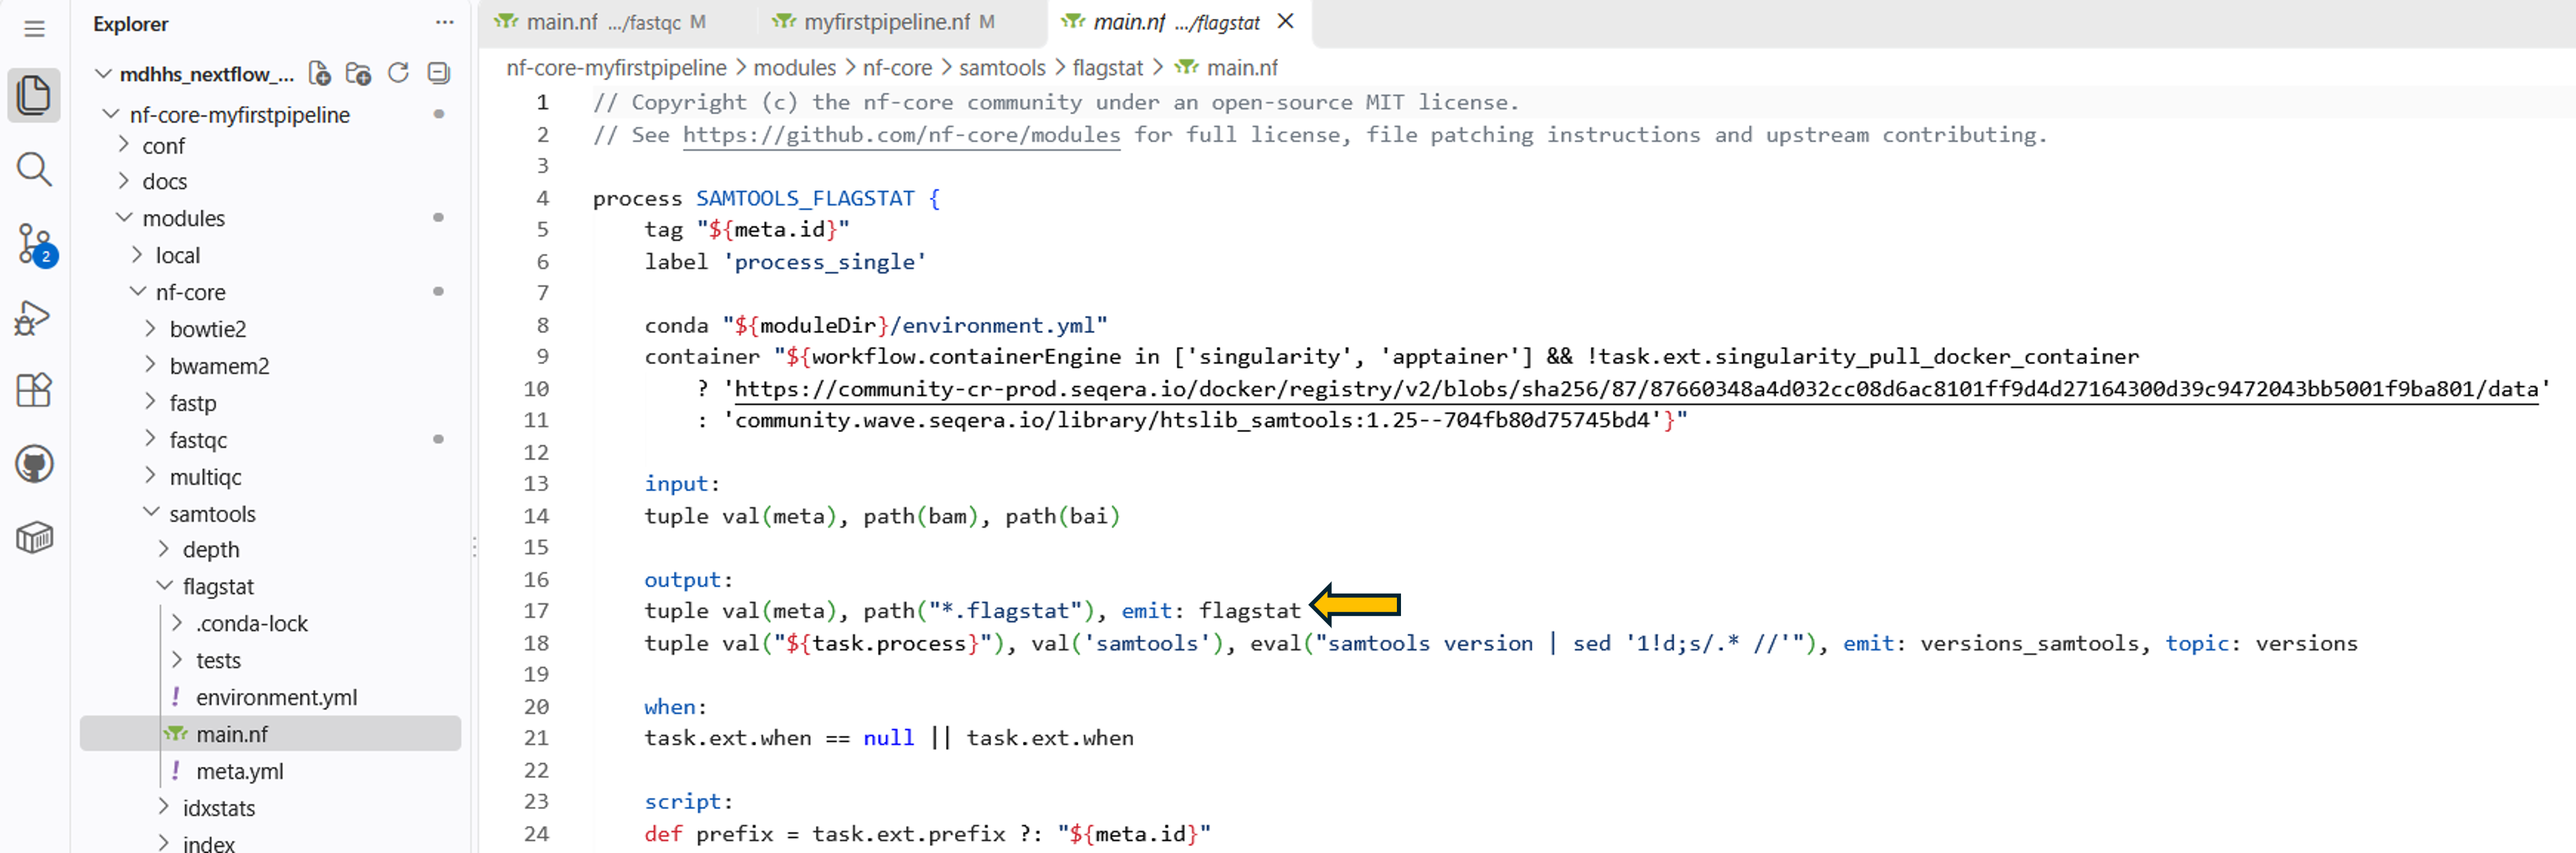 Explorer
mdhhs_nextflow_...
nf-core-myfirstpipeline
conf
docs
modules
local
nf-core
bowtie2
bwamem2
fastp
fastqc
multiqc
samtools
depth
flagstat
.conda-lock
tests
! environment.yml
main.nf
! meta.yml
idxstats
index
2
main.nf .../fastqc M
myfirstpipeline.nf M
main.nf .../flagstat
nf-core-myfirstpipeline > modules > nf-core > samtools > flagstat > main.nf
1 // Copyright (c) the nf-core community under an open-source MIT license.
2 // See https://github.com/nf-core/modules for full license, file patching instructions and upstream contributing.
3
4 process SAMTOOLS_FLAGSTAT {
5 tag "${meta.id}"
6 label 'process_single'
7
8 conda "${moduleDir}/environment.yml"
9 container "${workflow.containerEngine in ['singularity', 'apptainer'] && !task.ext.singularity_pull_docker_container
10 ? 'https://community-cr-prod.seqera.io/docker/registry/v2/blobs/sha256/87/87660348a4d032cc08d6ac8101ff9d4d27164300d39c9472043bb5001f9ba801/data'
11 : 'community.wave.seqera.io/library/htslib_samtools:1.25--704fb80d75745bd4'}"
12
13 input:
14 tuple val(meta), path(bam), path(bai)
15
16 output:
17 tuple val(meta), path("*.flagstat"), emit: flagstat
18 tuple val("${task.process}"), val('samtools'), eval("samtools version | sed '1!d;s/.* //'"), emit: versions_samtools, topic: versions
19
20 when:
21 task.ext.when == null || task.ext.when
22
23 script:
24 def prefix = task.ext.prefix ?: "${meta.id}"